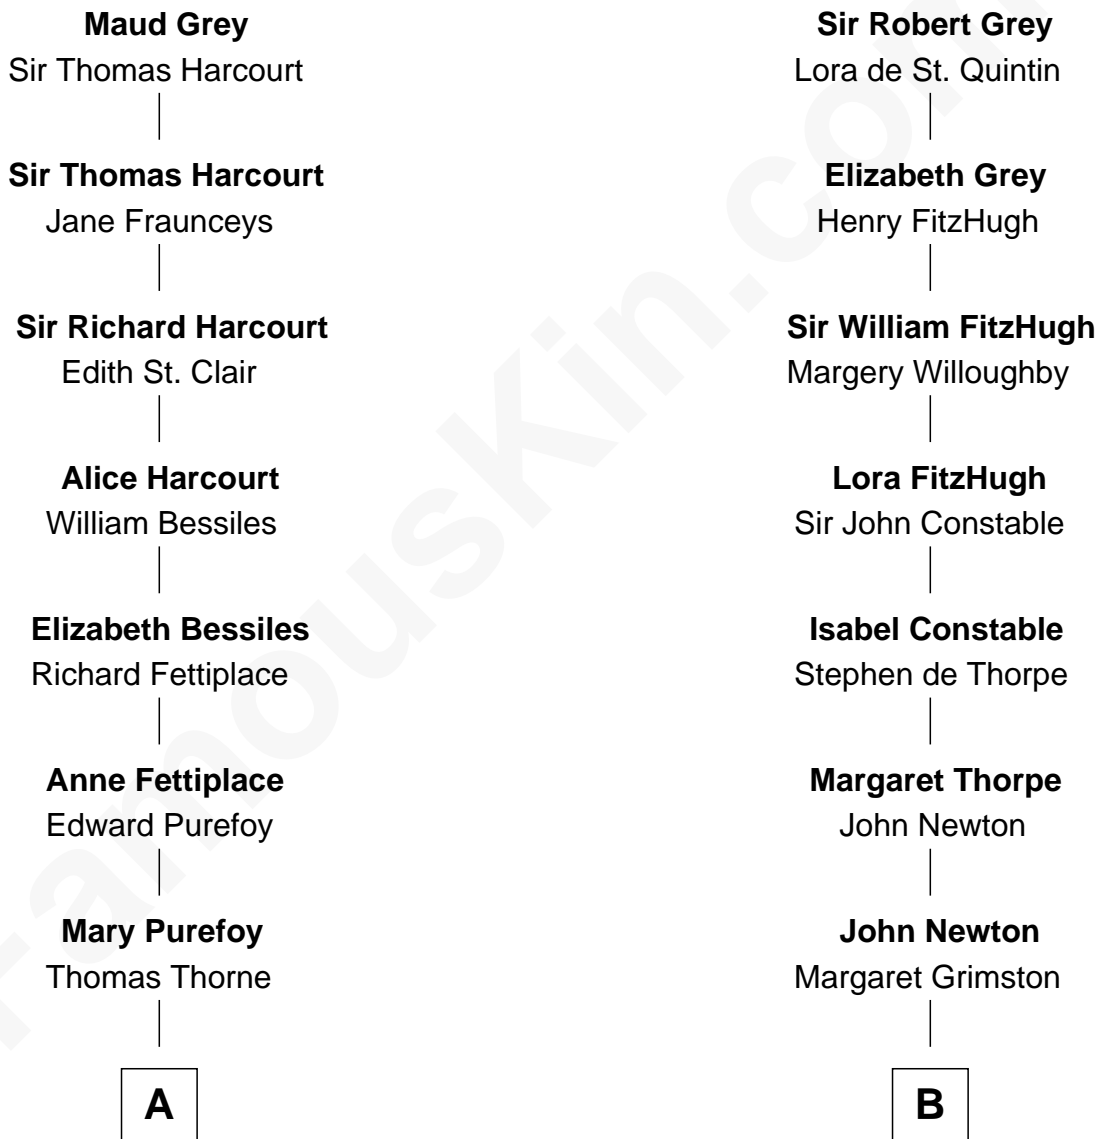 Maud Grey
Sir Thomas Harcourt
Sir Thomas Harcourt
Jane Fraunceys
Sir Richard Harcourt
Edith St. Clair
Alice Harcourt
William Bessiles
Elizabeth Bessiles
Richard Fettiplace
Anne Fettiplace
Edward Purefoy
Mary Purefoy
Thomas Thorne
A
Sir Robert Grey
Lora de St. Quintin
Elizabeth Grey
Henry FitzHugh
Sir William FitzHugh
Margery Willoughby
Lora FitzHugh
Sir John Constable
Isabel Constable
Stephen de Thorpe
Margaret Thorpe
John Newton
John Newton
Margaret Grimston
B
FamousKin.com